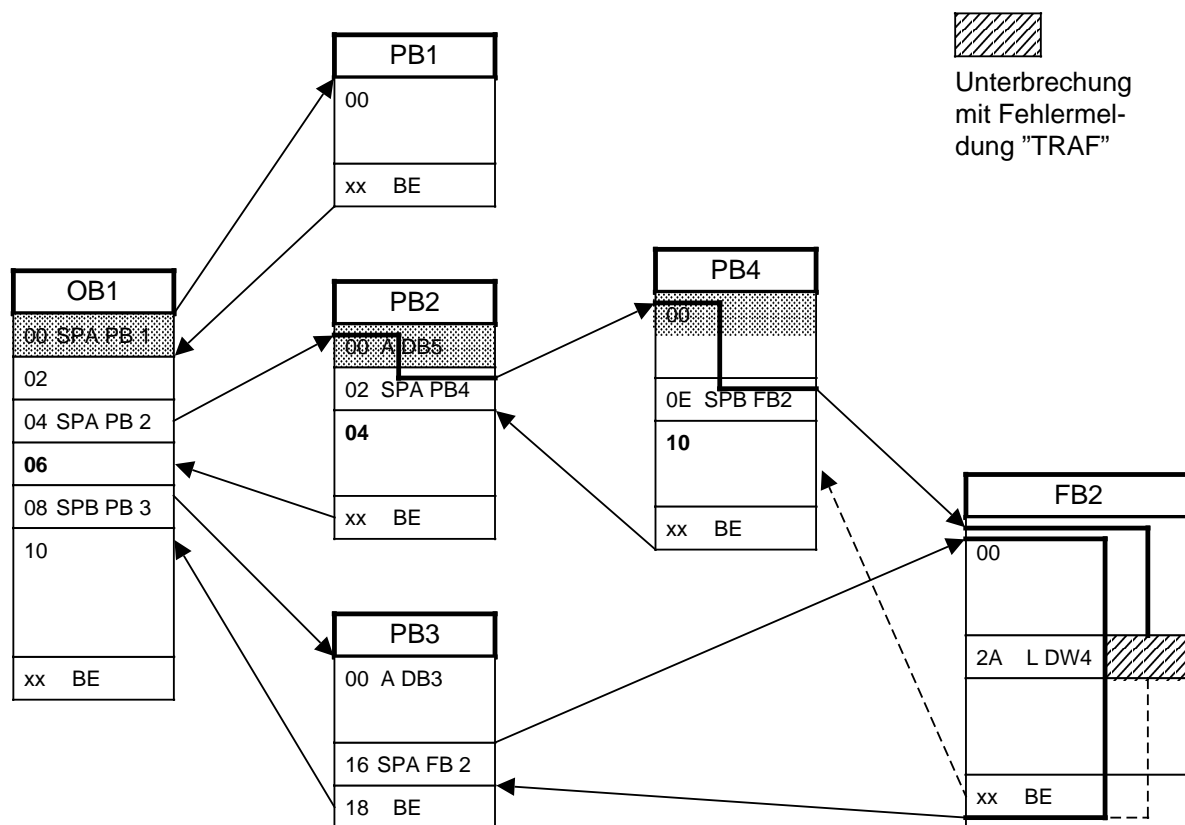 Unterbrechung
mit Fehlermel-
dung ”TRAF”
PB1
00
xx BE
OB1
00 SPA PB 1
02
04 SPA PB 2
06
08 SPB PB 3
10
xx BE
PB2
00 A DB5
02 SPA PB4
04
xx BE
PB4
00
0E SPB FB2
10
xx BE
PB3
00 A DB3
16 SPA FB 2
18 BE
FB2
00
2A L DW4
xx BE